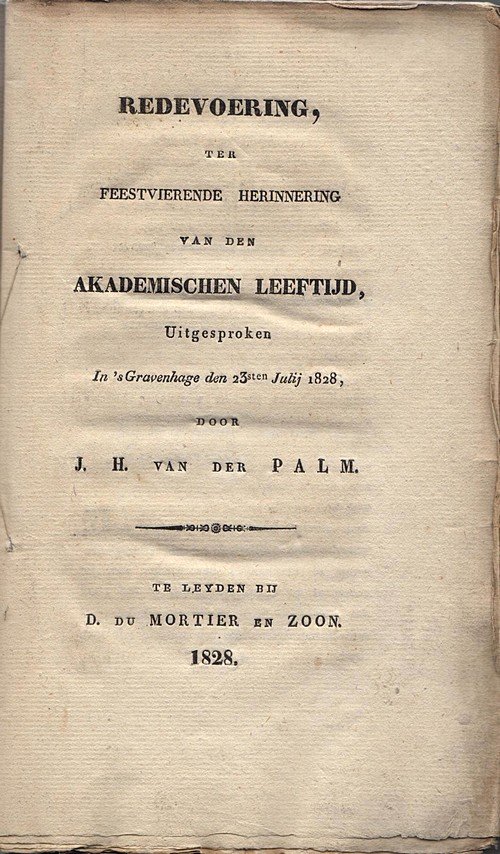 REDEVOERING,
TER
FEESTVIERENDE HERINNERING
VAN DEN
AKADEMISCHEN LEEFTIJD,
Uitgesproken
In 's Gravenhage den 23sten Julij 1828,
DOOR
J. H. VAN DER PALM.
TE LEYDEN BIJ
D. DU MORTIER EN ZOON.
1828.